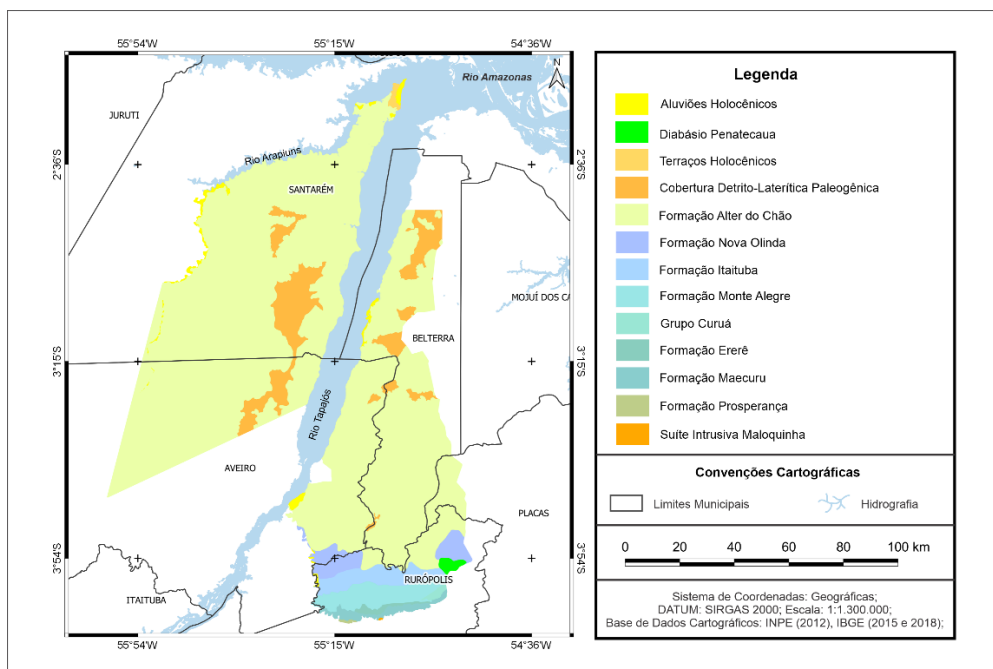 55°54'W 55°15'W 54°36'W
N
Rio Amazonas
JURUTI
Rio Arapiuns
2°36'S 2°36'S
SANTARÉM
MOJUÍ DOS CA
BELTERRA
3°15'S 3°15'S
Rio Tapajós
AVEIRO
PLACAS
3°54'S 3°54'S
RURÓPOLIS
ITAITUBA
55°54'W 55°15'W 54°36'W
Legenda
Aluviões Holocênicos
Diabásio Penatecaua
Terraços Holocênicos
Cobertura Detrito-Laterítica Paleogênica
Formação Alter do Chão
Formação Nova Olinda
Formação Itaituba
Formação Monte Alegre
Grupo Curuá
Formação Ererê
Formação Maecuru
Formação Prosperança
Suíte Intrusiva Maloquinha
Convenções Cartográficas
Limites Municipais Hidrografia
0 20 40 60 80 100 km
Sistema de Coordenadas: Geográficas;
DATUM: SIRGAS 2000; Escala: 1:1.300.000;
Base de Dados Cartográficos: INPE (2012), IBGE (2015 e 2018);